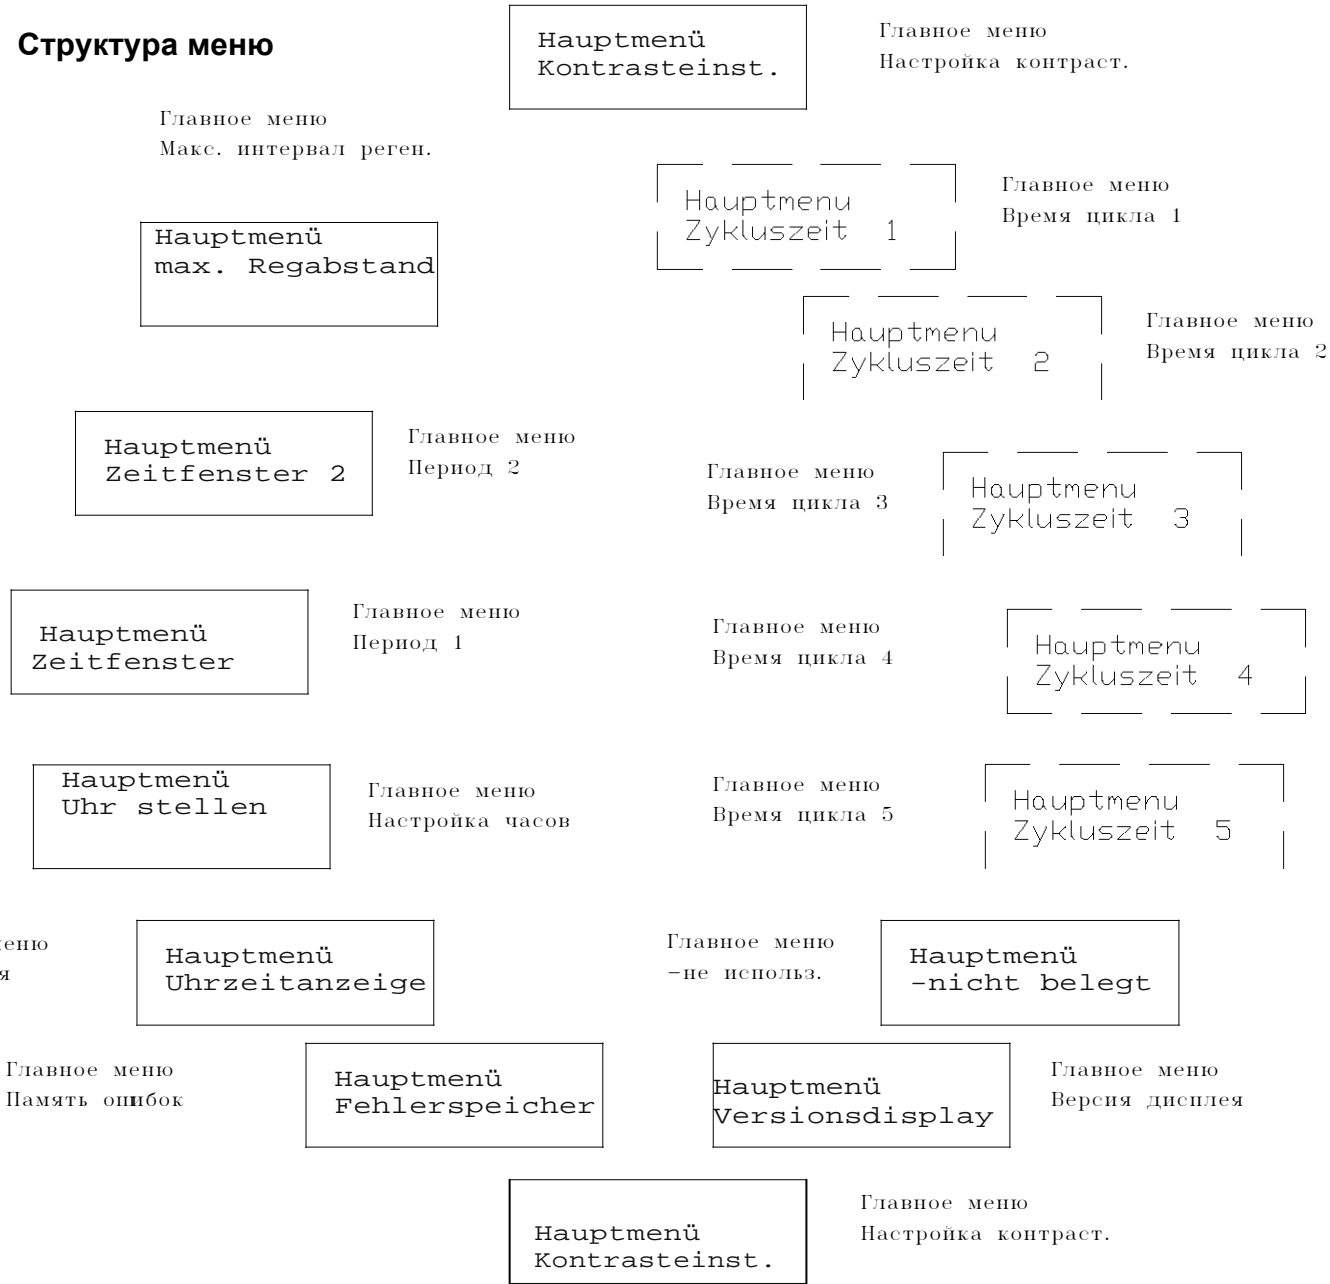 Структура меню
Hauptmenü
Kontrasteinst.
Главное меню
Настройка контраст.
Главное меню
Макс. интервал реген.
Hauptmenü
max. Regabstand
Hauptmenu
Zykluszeit 1
Главное меню
Время цикла 1
Hauptmenu
Zykluszeit 2
Главное меню
Время цикла 2
Hauptmenü
Zeitfenster 2
Главное меню
Период 2
Главное меню
Время цикла 3
Hauptmenu
Zykluszeit 3
Hauptmenü
Zeitfenster
Главное меню
Период 1
Главное меню
Время цикла 4
Hauptmenu
Zykluszeit 4
Hauptmenü
Uhr stellen
Главное меню
Настройка часов
Главное меню
Время цикла 5
Hauptmenu
Zykluszeit 5
Hauptmenü
Uhrzeitanzeige
Главное меню
-не использ.
Hauptmenü
-nicht belegt
Главное меню
Память ошибок
Hauptmenü
Fehlerspeicher
Hauptmenü
Versionsdisplay
Главное меню
Версия дисплея
Hauptmenü
Kontrasteinst.
Главное меню
Настройка контраст.